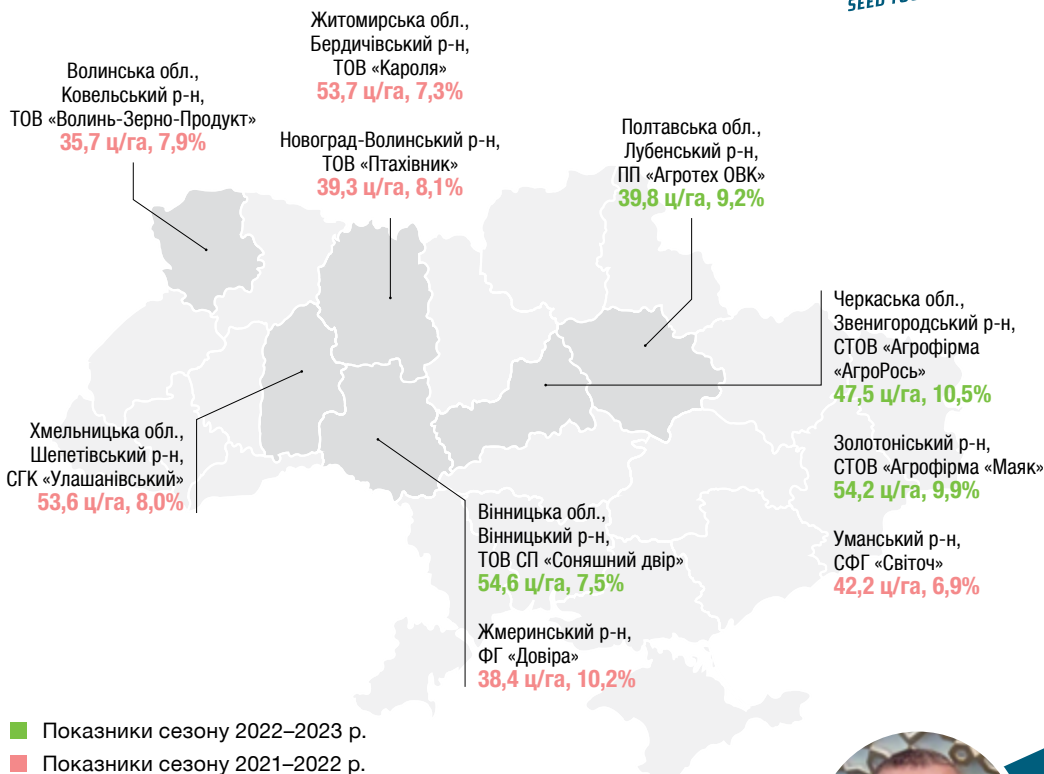 SEED
Житомирська обл.,
Бердичівський р-н,
ТОВ «Кароля»
53,7 ц/га, 7,3%
Волинська обл.,
Ковельський р-н,
ТОВ «Волинь-Зерно-Продукт»
35,7 ц/га, 7,9%
Новоград-Волинський р-н,
ТОВ «Птахівник»
39,3 ц/га, 8,1%
Полтавська обл.,
Лубенський р-н,
ПП «Агротех ОВК»
39,8 ц/га, 9,2%
Черкаська обл.,
Звенигородський р-н,
СТОВ «Агрофірма
«АгроРось»
47,5 ц/га, 10,5%
Золотоніський р-н,
СТОВ «Агрофірма «Маяк»
54,2 ц/га, 9,9%
Уманський р-н,
СФГ «Світоч»
42,2 ц/га, 6,9%
Хмельницька обл.,
Шепетівський р-н,
СГК «Улашанівський»
53,6 ц/га, 8,0%
Вінницька обл.,
Вінницький р-н,
ТОВ СП «Соняшний двір»
54,6 ц/га, 7,5%
Жмеринський р-н,
ФГ «Довіра»
38,4 ц/га, 10,2%
Показники сезону 2022–2023 р.
Показники сезону 2021–2022 р.